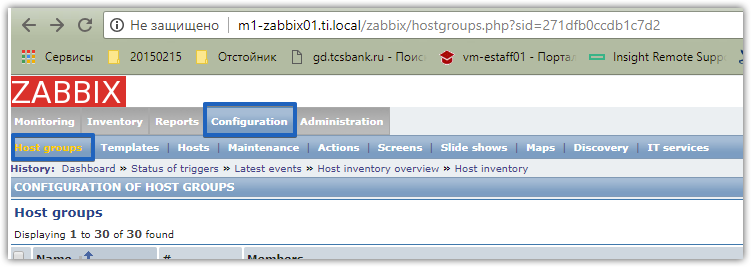 Не защищено m1-zabbix01.ti.local/zabbix/hostgroups.php?sid=271dfb0ccdb1c7d2
Сервисы 20150215 Отстойник gd.tcsbank.ru - Поис vm-estaff01 - Портал Insight Remote Supp
ZABBIX
Monitoring Inventory Reports Configuration Administration
Host groups | Templates | Hosts | Maintenance | Actions | Screens | Slide shows | Maps | Discovery | IT services
History: Dashboard » Status of triggers » Latest events » Host inventory overview » Host inventory
CONFIGURATION OF HOST GROUPS
Host groups
Displaying 1 to 30 of 30 found
Name # Members